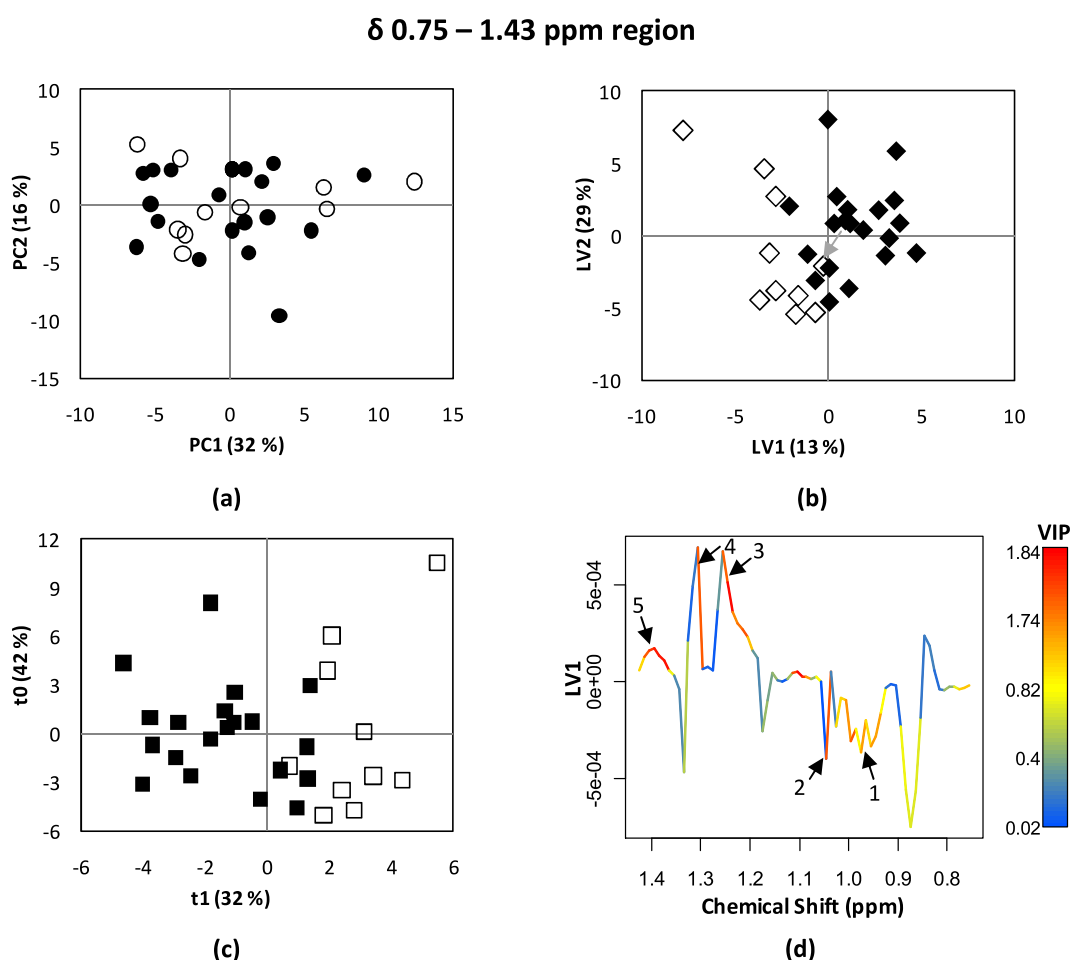 δ 0.75 – 1.43 ppm region
10
5
0
-5
-10
-15
PC2 (16 %)
-10 -5 0 5 10 15
PC1 (32 %)
(a)
10
5
0
-5
-10
LV2 (29 %)
-10 -5 0 5 10
LV1 (13 %)
(b)
12
9
6
3
0
-3
-6
t0 (42 %)
-6 -4 -2 0 2 4 6
t1 (32 %)
(c)
VIP
1.84
1.74
0.82
0.4
0.02
5e-04
0e+00
-5e-04
LV1
5
4
3
2
1
1.4 1.3 1.2 1.1 1.0 0.9 0.8
Chemical Shift (ppm)
(d)